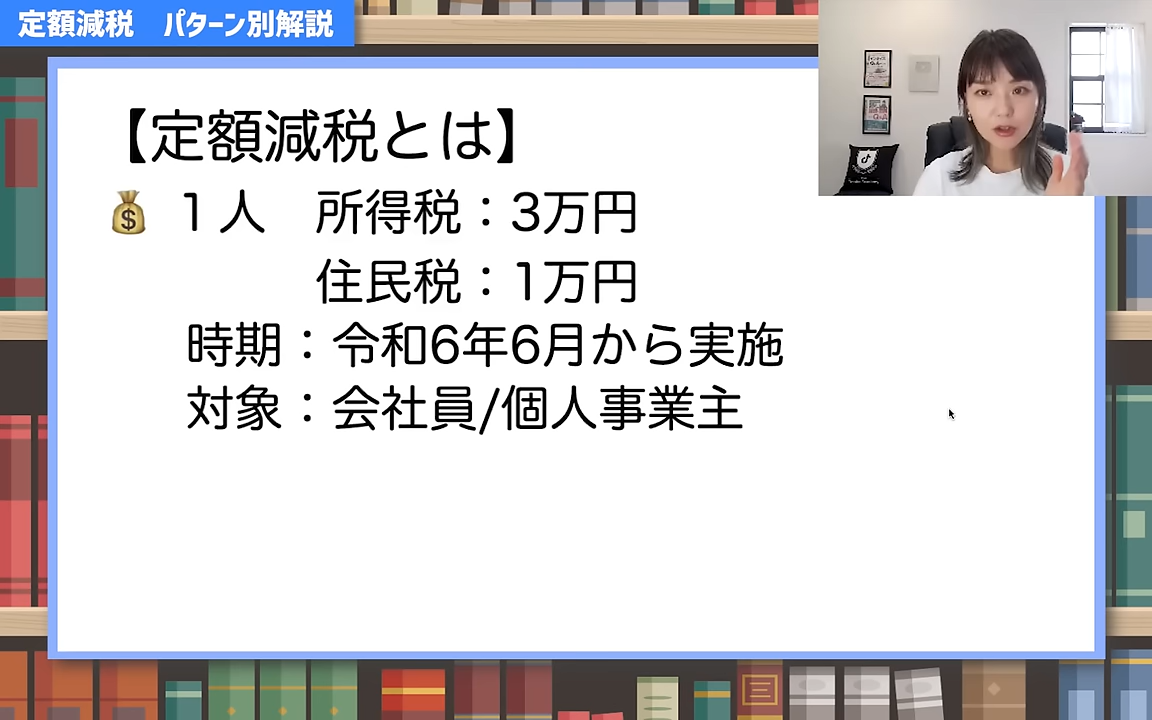 定額減税　パターン別解説
【定額減税とは】
１人　所得税：3万円
住民税：1万円
時期：令和6年6月から実施
対象：会社員/個人事業主